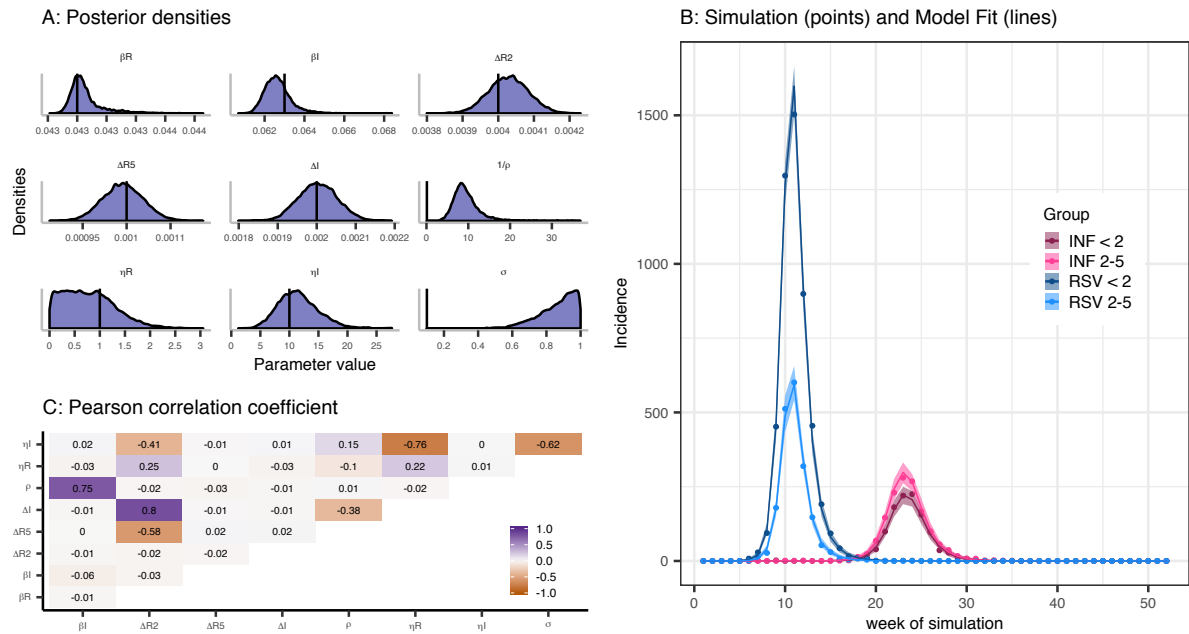 A: Posterior densities
βR
βI
ΔR2
0.043 0.043 0.043 0.043 0.044 0.044
0.062 0.064 0.066 0.068
0.0038 0.0039 0.004 0.0041 0.0042
ΔR5
ΔI
1/ρ
0.00095 0.001 0.0011
0.0018 0.0019 0.002 0.0021 0.0022
0 10 20 30
ηR
ηI
σ
0 0.5 1 1.5 2 2.5 3
5 10 15 20 25
0.2 0.4 0.6 0.8 1
Densities
Parameter value
B: Simulation (points) and Model Fit (lines)
1500
1000
500
0
0 10 20 30 40 50
Incidence
week of simulation
Group
INF < 2
INF 2-5
RSV < 2
RSV 2-5
C: Pearson correlation coefficient
ηI 0.02 -0.41 -0.01 0.01 0.15 -0.76 0 -0.62
ηR -0.03 0.25 0 -0.03 -0.1 0.22 0.01
ρ 0.75 -0.02 -0.03 -0.01 0.01 -0.02
ΔI -0.01 0.8 -0.01 -0.01 -0.38
ΔR5 0 -0.58 0.02 0.02
ΔR2 -0.01 -0.02 -0.02
βI -0.06 -0.03
βR -0.01
βI ΔR2 ΔR5 ΔI ρ ηR ηI σ
1.0
0.5
0.0
-0.5
-1.0